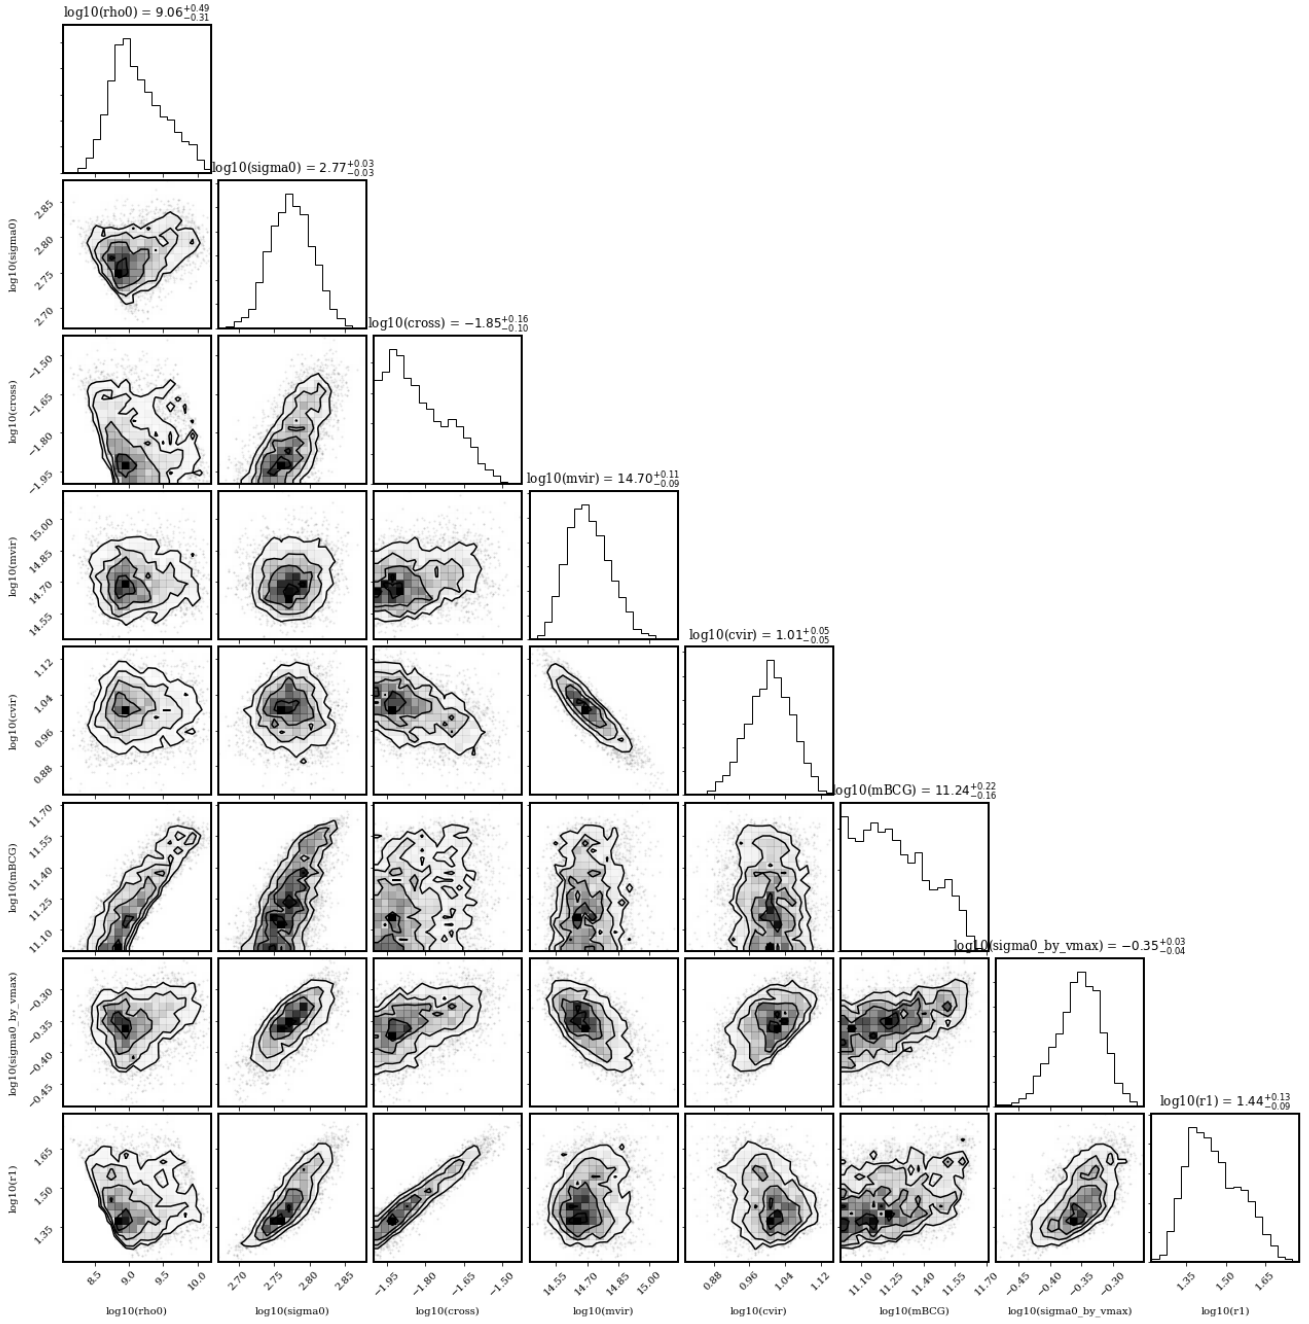 log10(rho0) = 9.06+0.49−0.31
log10(sigma0) = 2.77+0.03−0.03
2.85
2.80
2.75
2.70
log10(sigma0)
log10(cross) = −1.85+0.16−0.10
−1.50
−1.65
−1.80
−1.95
log10(cross)
log10(mvir) = 14.70+0.11−0.09
15.00
14.85
14.70
14.55
log10(mvir)
log10(cvir) = 1.01+0.05−0.05
1.12
1.04
0.96
0.88
log10(cvir)
log10(mBCG) = 11.24+0.22−0.16
11.70
11.55
11.40
11.25
11.10
log10(mBCG)
log10(sigma0_by_vmax) = −0.35+0.03−0.04
−0.30
−0.35
−0.40
−0.45
log10(sigma0_by_vmax)
log10(r1) = 1.44+0.13−0.09
1.65
1.50
1.35
log10(r1)
8.5 9.0 9.5 10.0 2.70 2.75 2.80 2.85 −1.95 −1.80 −1.65 −1.50 14.55 14.70 14.85 15.00 0.88 0.96 1.04 1.12 11.10 11.25 11.40 11.55 11.70 −0.45 −0.40 −0.35 −0.30 1.35 1.50 1.65
log10(rho0) log10(sigma0) log10(cross) log10(mvir) log10(cvir) log10(mBCG) log10(sigma0_by_vmax) log10(r1)